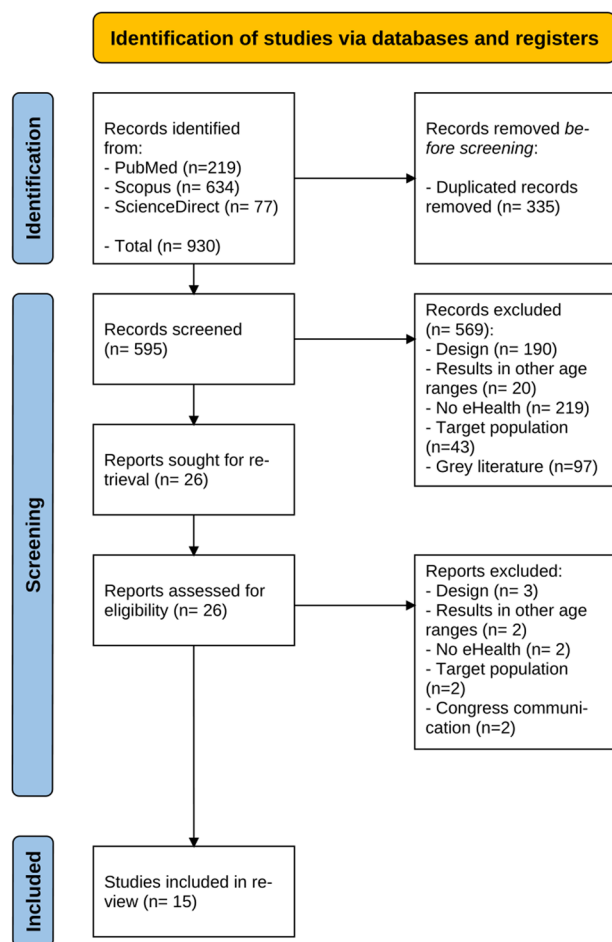 Identification of studies via databases and registers
Identification
Records identified
from:
- PubMed (n=219)
- Scopus (n= 634)
- ScienceDirect (n= 77)
- Total (n= 930)
Records removed be-
fore screening:
- Duplicated records
removed (n= 335)
Screening
Records screened
(n= 595)
Records excluded
(n= 569):
- Design (n= 190)
- Results in other age
ranges (n= 20)
- No eHealth (n= 219)
- Target population
(n=43)
- Grey literature (n=97)
Reports sought for re-
trieval (n= 26)
Reports assessed for
eligibility (n= 26)
Reports excluded:
- Design (n= 3)
- Results in other age
ranges (n= 2)
- No eHealth (n= 2)
- Target population
(n=2)
- Congress communi-
cation (n=2)
Included
Studies included in re-
view (n= 15)